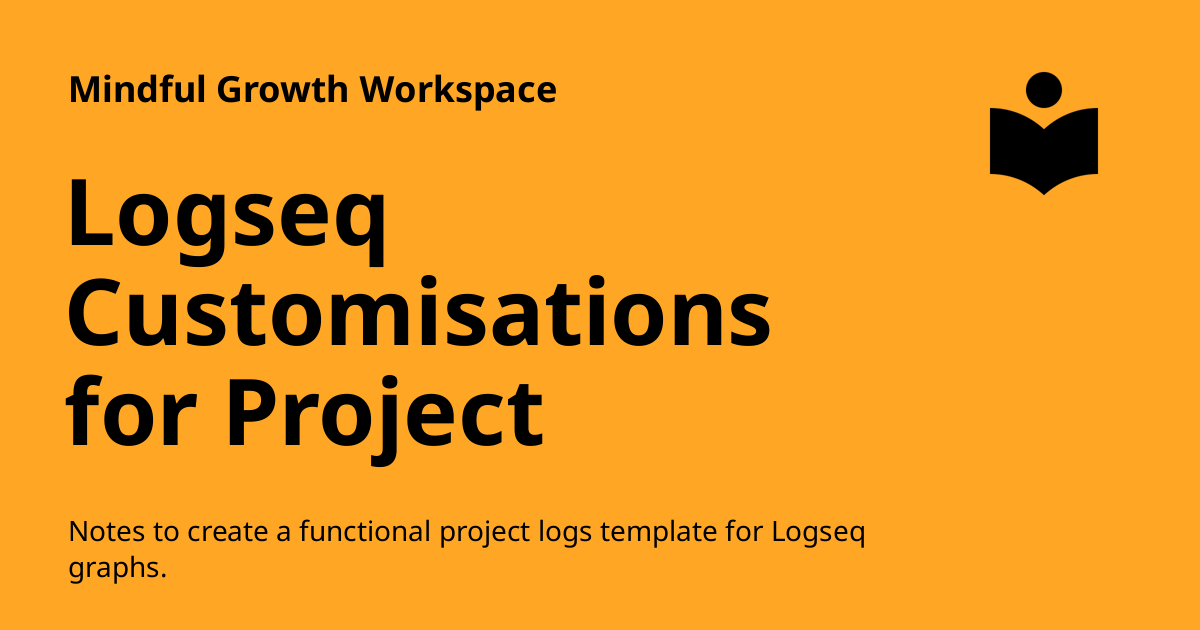 Mindful Growth Workspace
Logseq
Customisations
for Project
Notes to create a functional project logs template for Logseq
graphs.